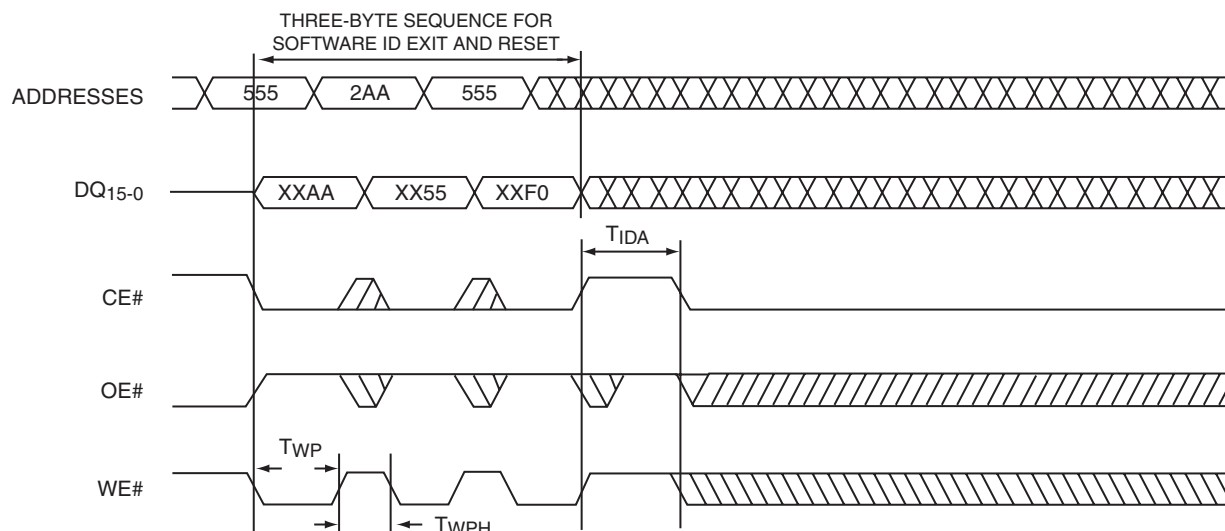 THREE-BYTE SEQUENCE FOR
SOFTWARE ID EXIT AND RESET
ADDRESSES 555 2AA 555
DQ15-0 XXAA XX55 XXF0
TIDA
CE#
OE#
TWP
WE#
TWPH